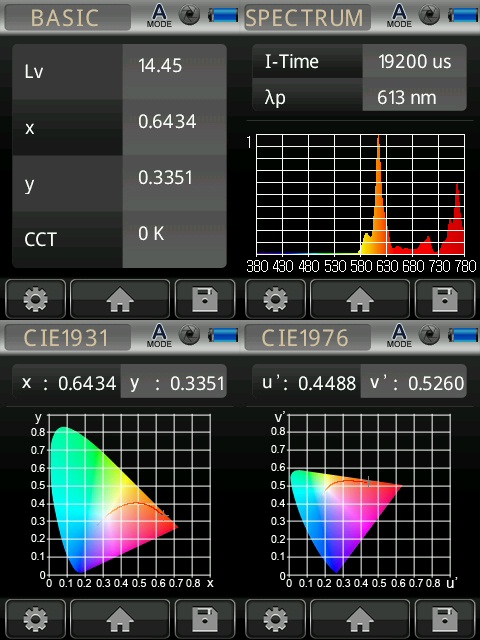 BASIC
A
MODE
Lv 14.45
x 0.6434
y 0.3351
CCT 0 K
SPECTRUM
A
MODE
I-Time 19200 us
λp 613 nm
1
380 430 480 530 580 630 680 730 780
CIE1931
A
MODE
x : 0.6434 y : 0.3351
y
0.8
0.7
0.6
0.5
0.4
0.3
0.2
0.1
0
0 0.1 0.2 0.3 0.4 0.5 0.6 0.7 0.8 x
CIE1976
A
MODE
u': 0.4488 v': 0.5260
v'
0.8
0.7
0.6
0.5
0.4
0.3
0.2
0.1
0
0 0.1 0.2 0.3 0.4 0.5 0.6 0.7 0.8 u'